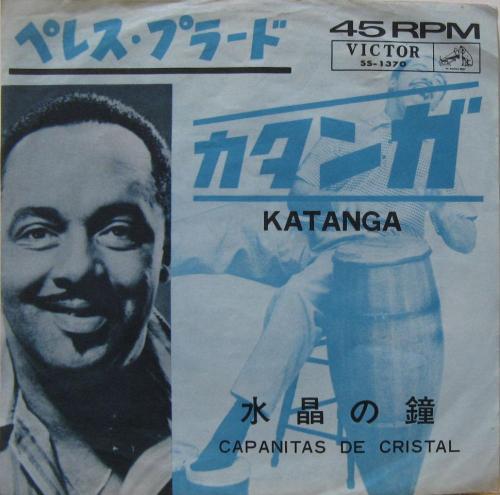 ペレス・プラード
45 RPM
VICTOR
SS-1370
カタンガ
KATANGA
水晶の鐘
CAPANITAS DE CRISTAL